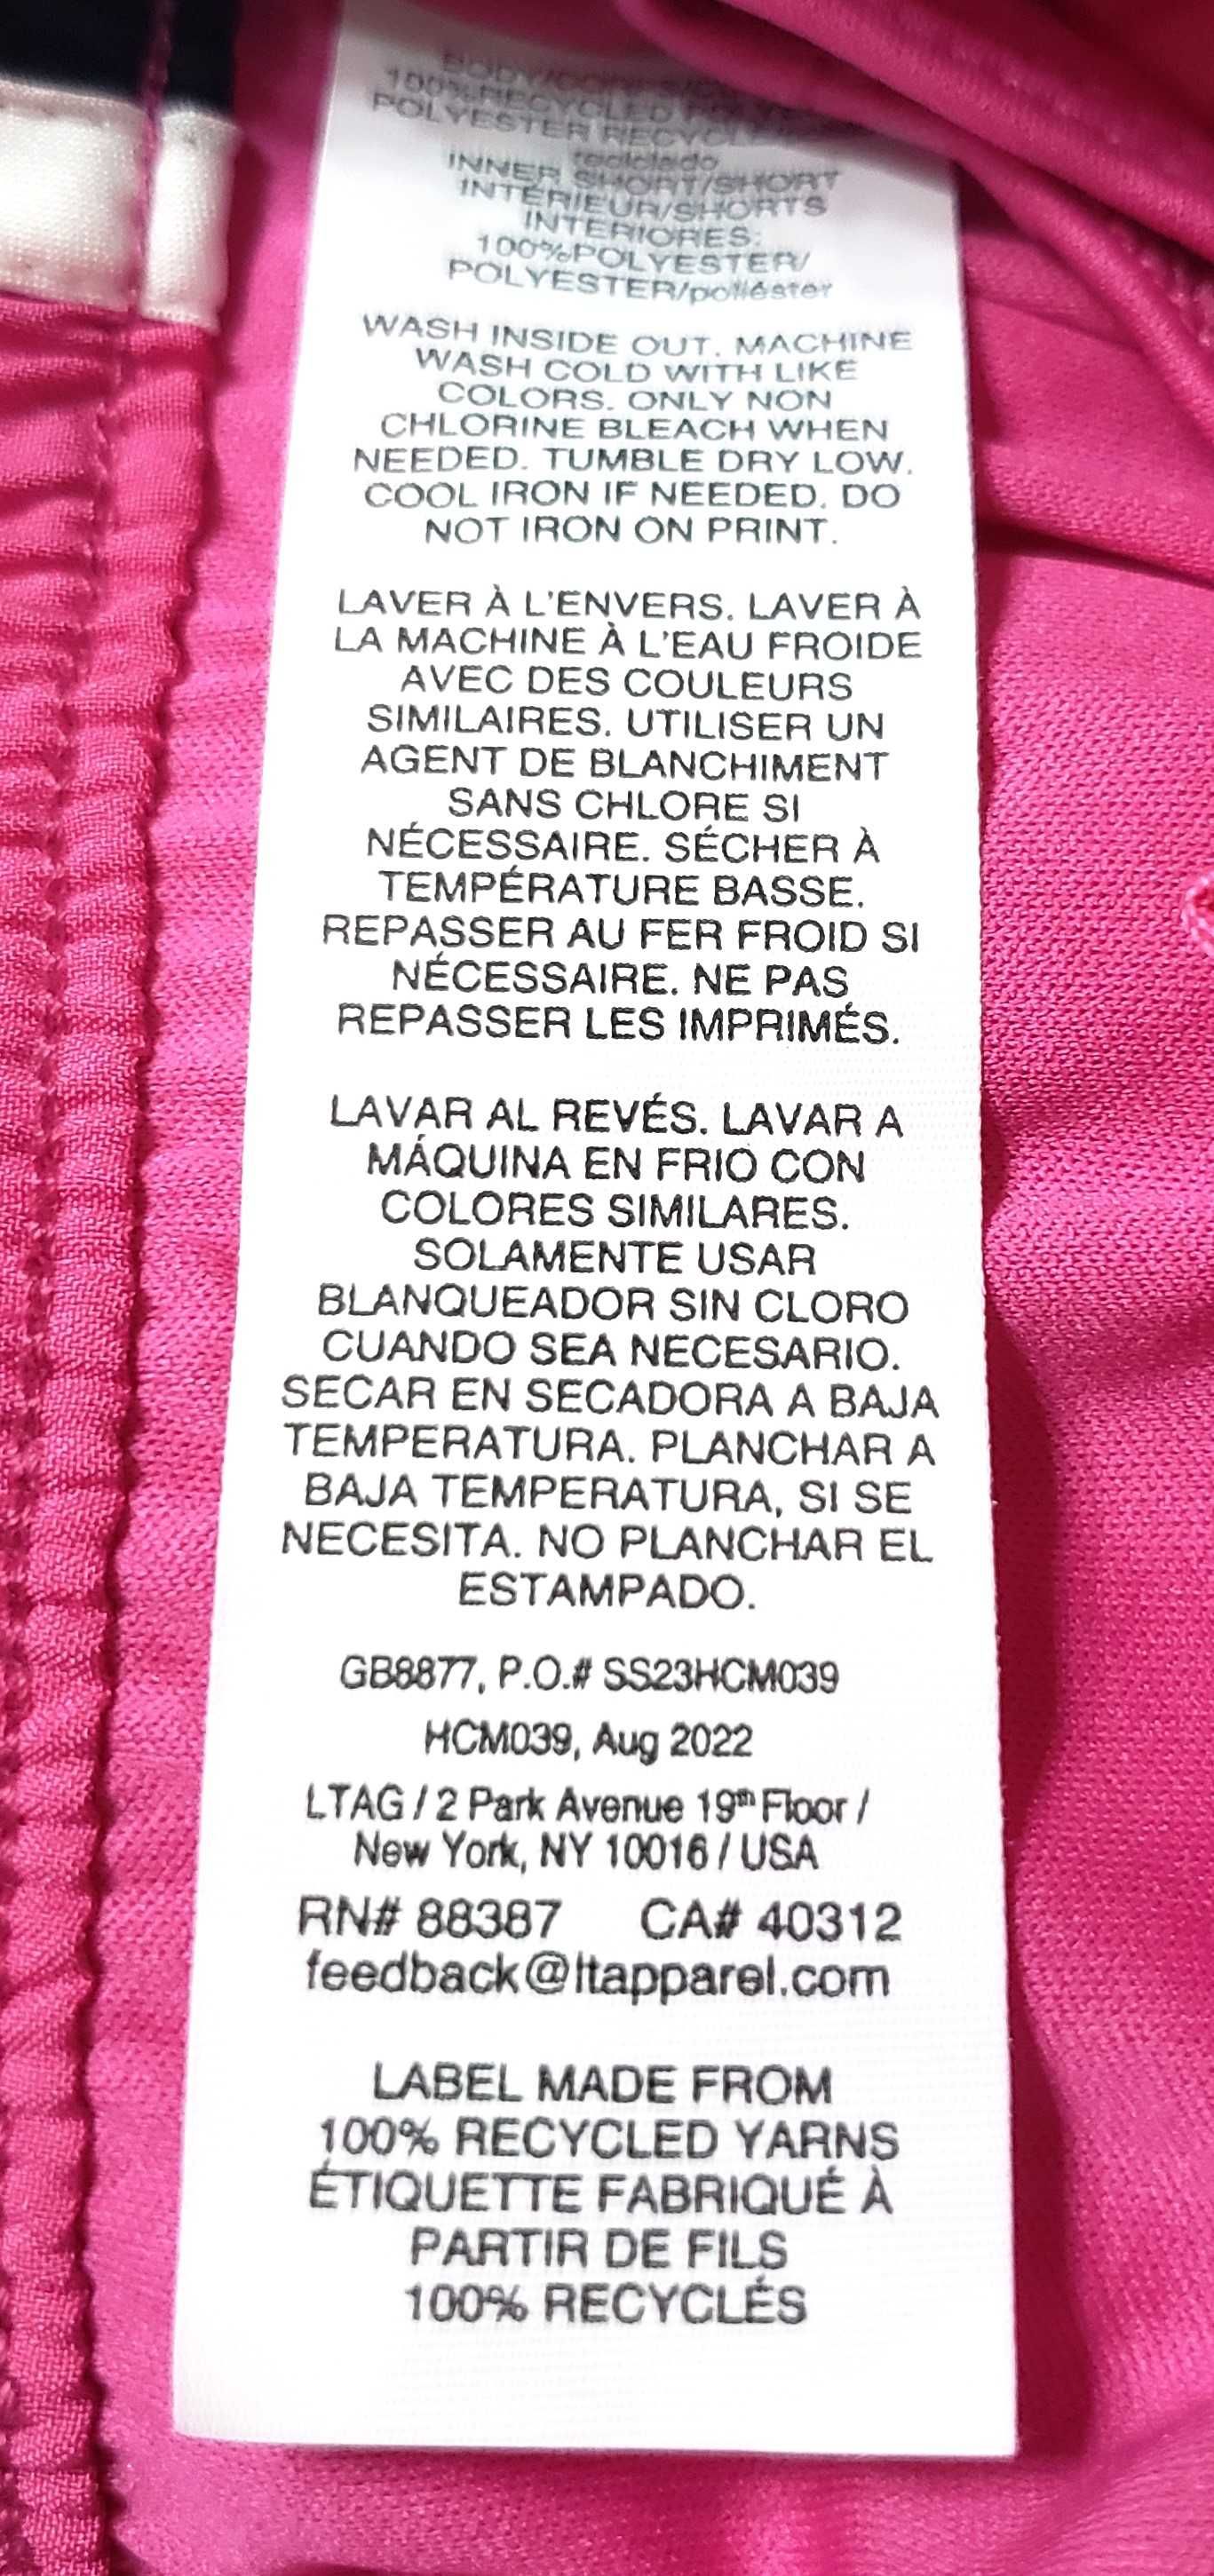 100% RECYCLED
POLYESTER RECYCLÉ
reciclado
INNER SHORT/SHORT
INTÉRIEUR/SHORTS
INTERIORES:
100%POLYESTER/
POLYESTER/poliéster
WASH INSIDE OUT. MACHINE
WASH COLD WITH LIKE
COLORS. ONLY NON
CHLORINE BLEACH WHEN
NEEDED. TUMBLE DRY LOW.
COOL IRON IF NEEDED. DO
NOT IRON ON PRINT.
LAVER À L'ENVERS. LAVER À
LA MACHINE À L'EAU FROIDE
AVEC DES COULEURS
SIMILAIRES. UTILISER UN
AGENT DE BLANCHIMENT
SANS CHLORE SI
NÉCESSAIRE. SÉCHER À
TEMPÉRATURE BASSE.
REPASSER AU FER FROID SI
NÉCESSAIRE. NE PAS
REPASSER LES IMPRIMÉS.
LAVAR AL REVÉS. LAVAR A
MÁQUINA EN FRIO CON
COLORES SIMILARES.
SOLAMENTE USAR
BLANQUEADOR SIN CLORO
CUANDO SEA NECESARIO.
SECAR EN SECADORA A BAJA
TEMPERATURA. PLANCHAR A
BAJA TEMPERATURA, SI SE
NECESITA. NO PLANCHAR EL
ESTAMPADO.
GB8877, P.O.# SS23HCM039
HCM039, Aug 2022
LTAG / 2 Park Avenue 19th Floor /
New York, NY 10016 / USA
RN# 88387 CA# 40312
feedback@ltapparel.com
LABEL MADE FROM
100% RECYCLED YARNS
ÉTIQUETTE FABRIQUÉ À
PARTIR DE FILS
100% RECYCLÉS